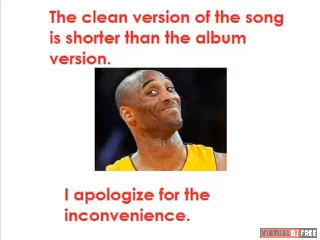 The clean version of the song
is shorter than the album
version.
I apologize for the
inconvenience.
VIRTUAL DJ FREE